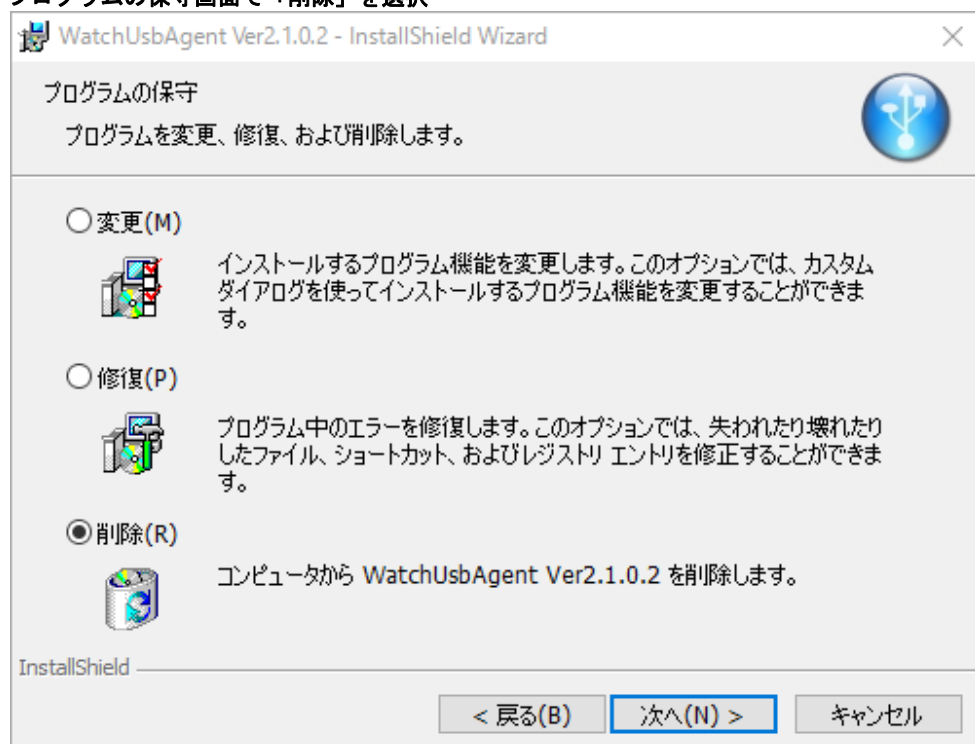 プログラムの保守画面で「削除」を選択
WatchUsbAgent Ver2.1.0.2 - InstallShield Wizard
プログラムの保守
プログラムを変更、修復、および削除します。
変更(M)
インストールするプログラム機能を変更します。このオプションでは、カスタム
ダイアログを使ってインストールするプログラム機能を変更することができま
す。
修復(P)
プログラム中のエラーを修復します。このオプションでは、失われたり壊れたり
したファイル、ショートカット、およびレジストリ エントリを修正することができま
す。
削除(R)
コンピュータから WatchUsbAgent Ver2.1.0.2 を削除します。
InstallShield
< 戻る(B) 次へ(N) > キャンセル